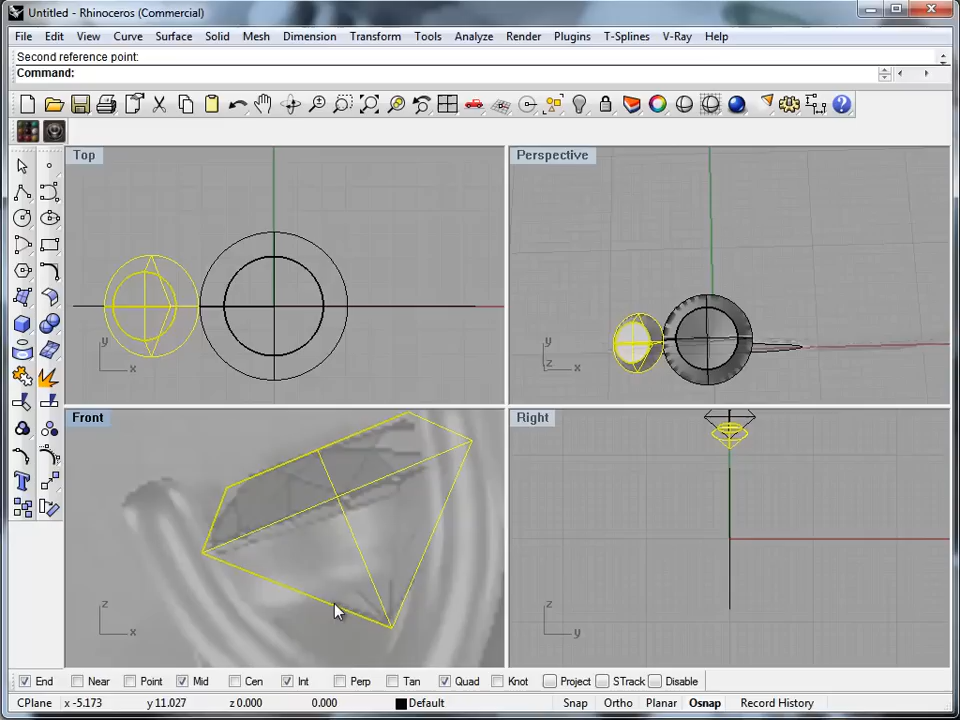 Untitled - Rhinoceros (Commercial)
File Edit View Curve Surface Solid Mesh Dimension Transform Tools Analyze Render Plugins T-Splines V-Ray Help
Second reference point:
Command:
Top
Perspective
y
x
y
z
x
Front
Right
z
x
z
y
End Near Point Mid Cen Int Perp Tan Quad Knot Project STrack Disable
CPlane x -5.173 y 11.027 z 0.000 0.000 Default Snap Ortho Planar Osnap Record History